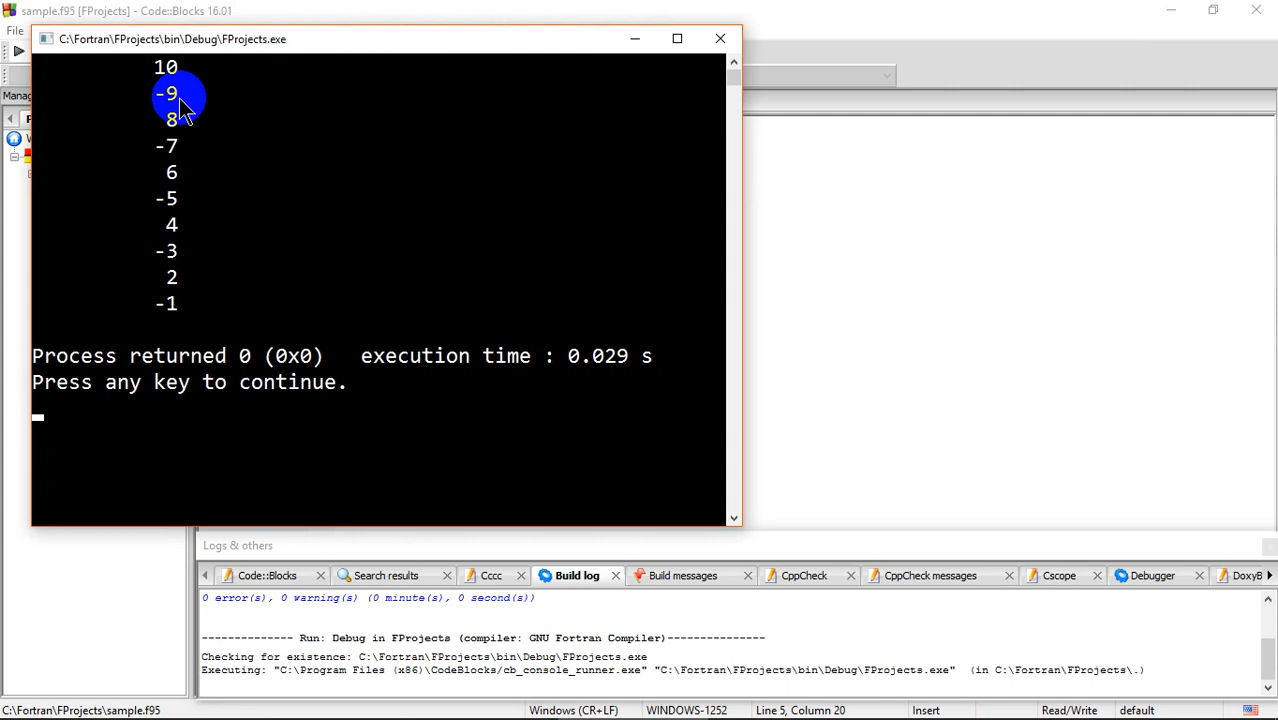 sample.f95 [FProjects] - Code::Blocks 16.01
File
C:\Fortran\FProjects\bin\Debug\FProjects.exe
Manag
10
-9
8
-7
6
-5
4
-3
2
-1
Process returned 0 (0x0)   execution time : 0.029 s
Press any key to continue.
Logs & others
Code::Blocks Search results Cccc Build log Build messages CppCheck CppCheck messages Cscope Debugger DoxyB
0 error(s), 0 warning(s) (0 minute(s), 0 second(s))
-------------- Run: Debug in FProjects (compiler: GNU Fortran Compiler)---------------
Checking for existence: C:\Fortran\FProjects\bin\Debug\FProjects.exe
Executing: "C:\Program Files (x86)\CodeBlocks/cb_console_runner.exe" "C:\Fortran\FProjects\bin\Debug\FProjects.exe"  (in C:\Fortran\FProjects\.)
C:\Fortran\FProjects\sample.f95 Windows (CR+LF) WINDOWS-1252 Line 5, Column 20 Insert Read/Write default